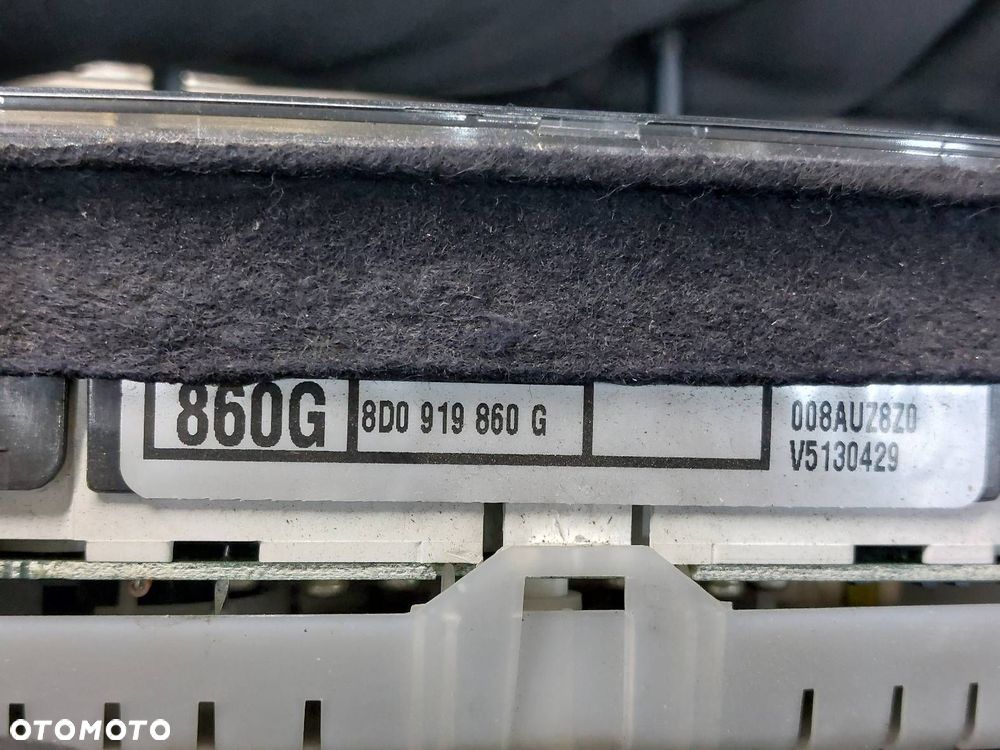 860G
8D0 919 860 G
008AUZ8Z0
V5130429
OTOMOTO